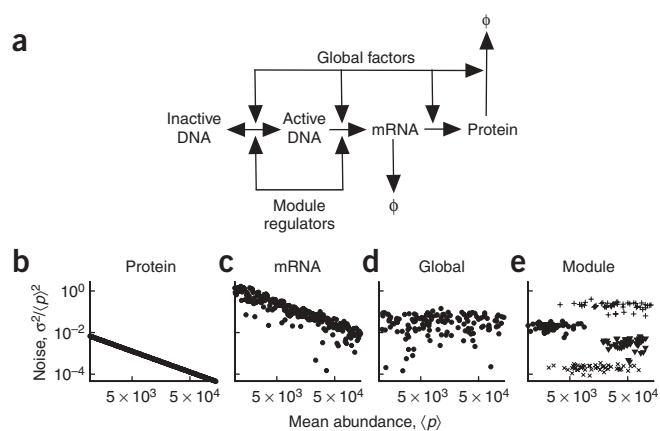 a
ϕ
Global factors
Inactive
DNA
Active
DNA
mRNA
Protein
Module
regulators
ϕ
b Protein c mRNA d Global e Module
Noise, σ²/⟨p⟩²
10⁰
10⁻²
10⁻⁴
5 × 10³ 5 × 10⁴ 5 × 10³ 5 × 10⁴ 5 × 10³ 5 × 10⁴ 5 × 10³ 5 × 10⁴
Mean abundance, ⟨p⟩